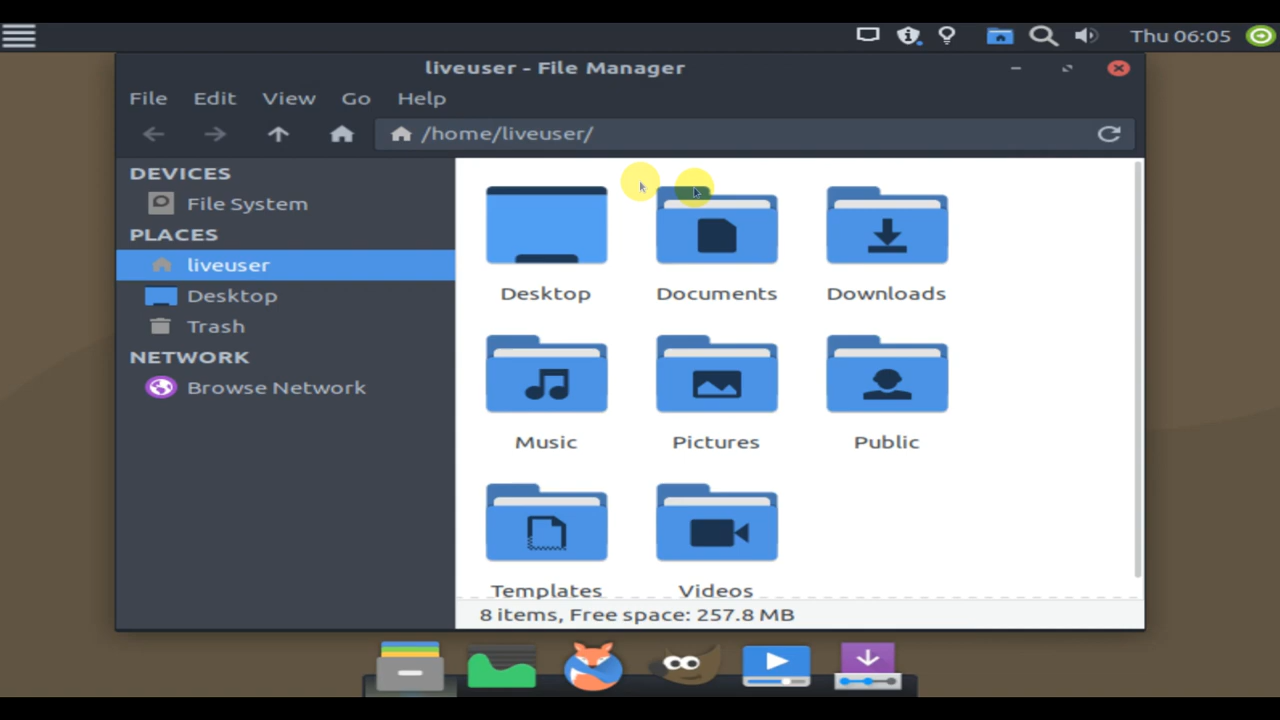 Thu 06:05
liveuser - File Manager
File Edit View Go Help
/home/liveuser/
DEVICES
File System
PLACES
liveuser
Desktop
Trash
NETWORK
Browse Network
Desktop Documents Downloads
Music Pictures Public
Templates Videos
8 items, Free space: 257.8 MB